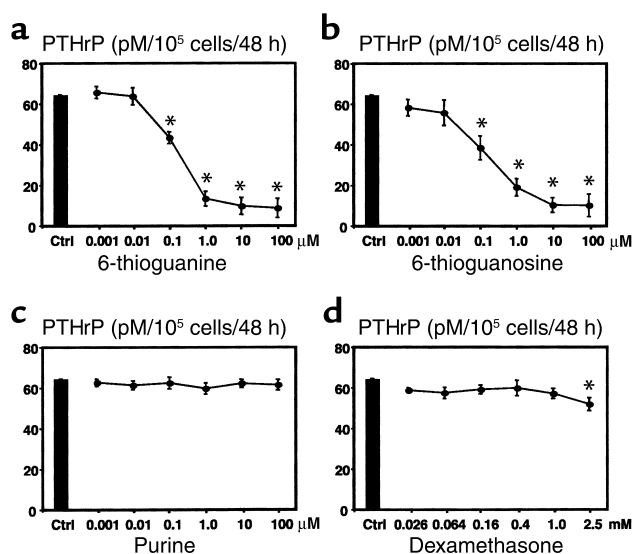 a
PTHrP (pM/10⁵ cells/48 h)
80
60
40
20
0
* * * *
Ctrl 0.001 0.01 0.1 1.0 10 100 μM
6-thioguanine
b
PTHrP (pM/10⁵ cells/48 h)
80
60
40
20
0
* * * *
Ctrl 0.001 0.01 0.1 1.0 10 100 μM
6-thioguanosine
c
PTHrP (pM/10⁵ cells/48 h)
80
60
40
20
0
Ctrl 0.001 0.01 0.1 1.0 10 100 μM
Purine
d
PTHrP (pM/10⁵ cells/48 h)
80
60
40
20
0
*
Ctrl 0.026 0.064 0.16 0.4 1.0 2.5 mM
Dexamethasone